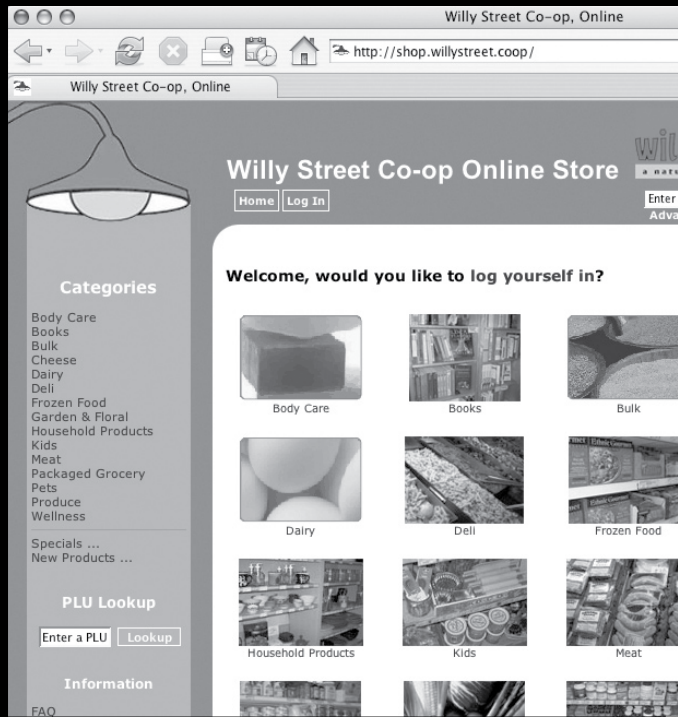 Willy Street Co-op, Online
http://shop.willystreet.coop/
Willy Street Co-op, Online
Willy Street Co-op Online Store
Home Log In
Enter
Categories
Body Care
Books
Bulk
Cheese
Dairy
Deli
Frozen Food
Garden & Floral
Household Products
Kids
Meat
Packaged Grocery
Pets
Produce
Wellness
Specials ...
New Products ...
PLU Lookup
Enter a PLU Lookup
Information
FAQ
Welcome, would you like to log yourself in?
Body Care Books Bulk
Dairy Deli Frozen Food
Household Products Kids Meat